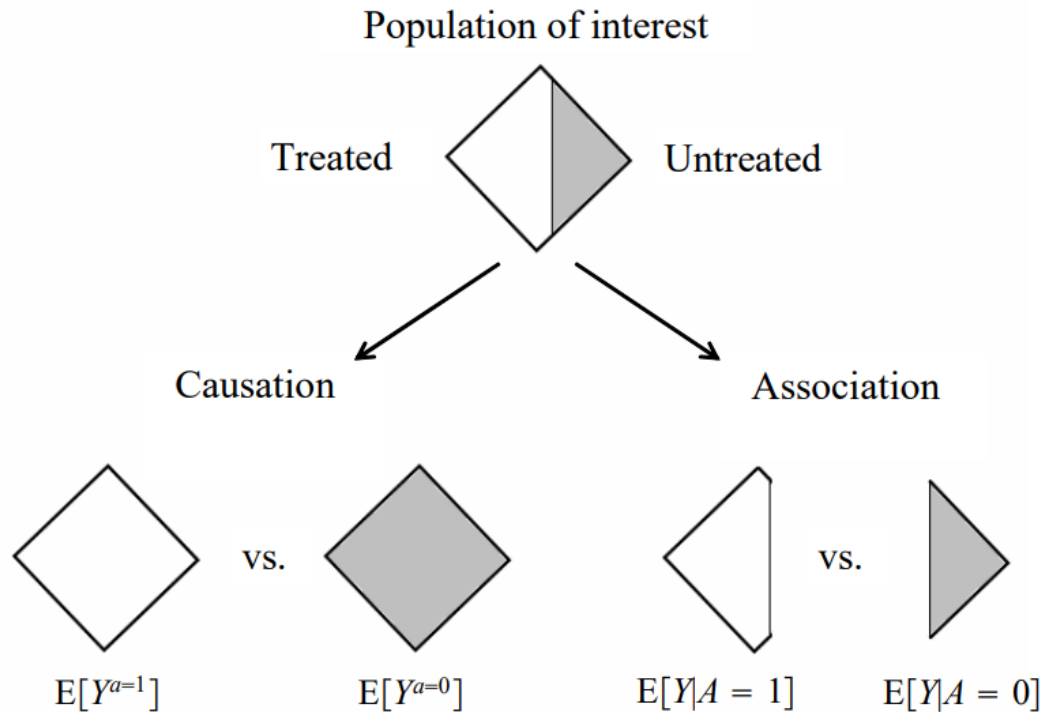 Population of interest
Treated
Untreated
Causation
Association
vs.
vs.
E[Y^{a=1}]
E[Y^{a=0}]
E[Y|A = 1]
E[Y|A = 0]